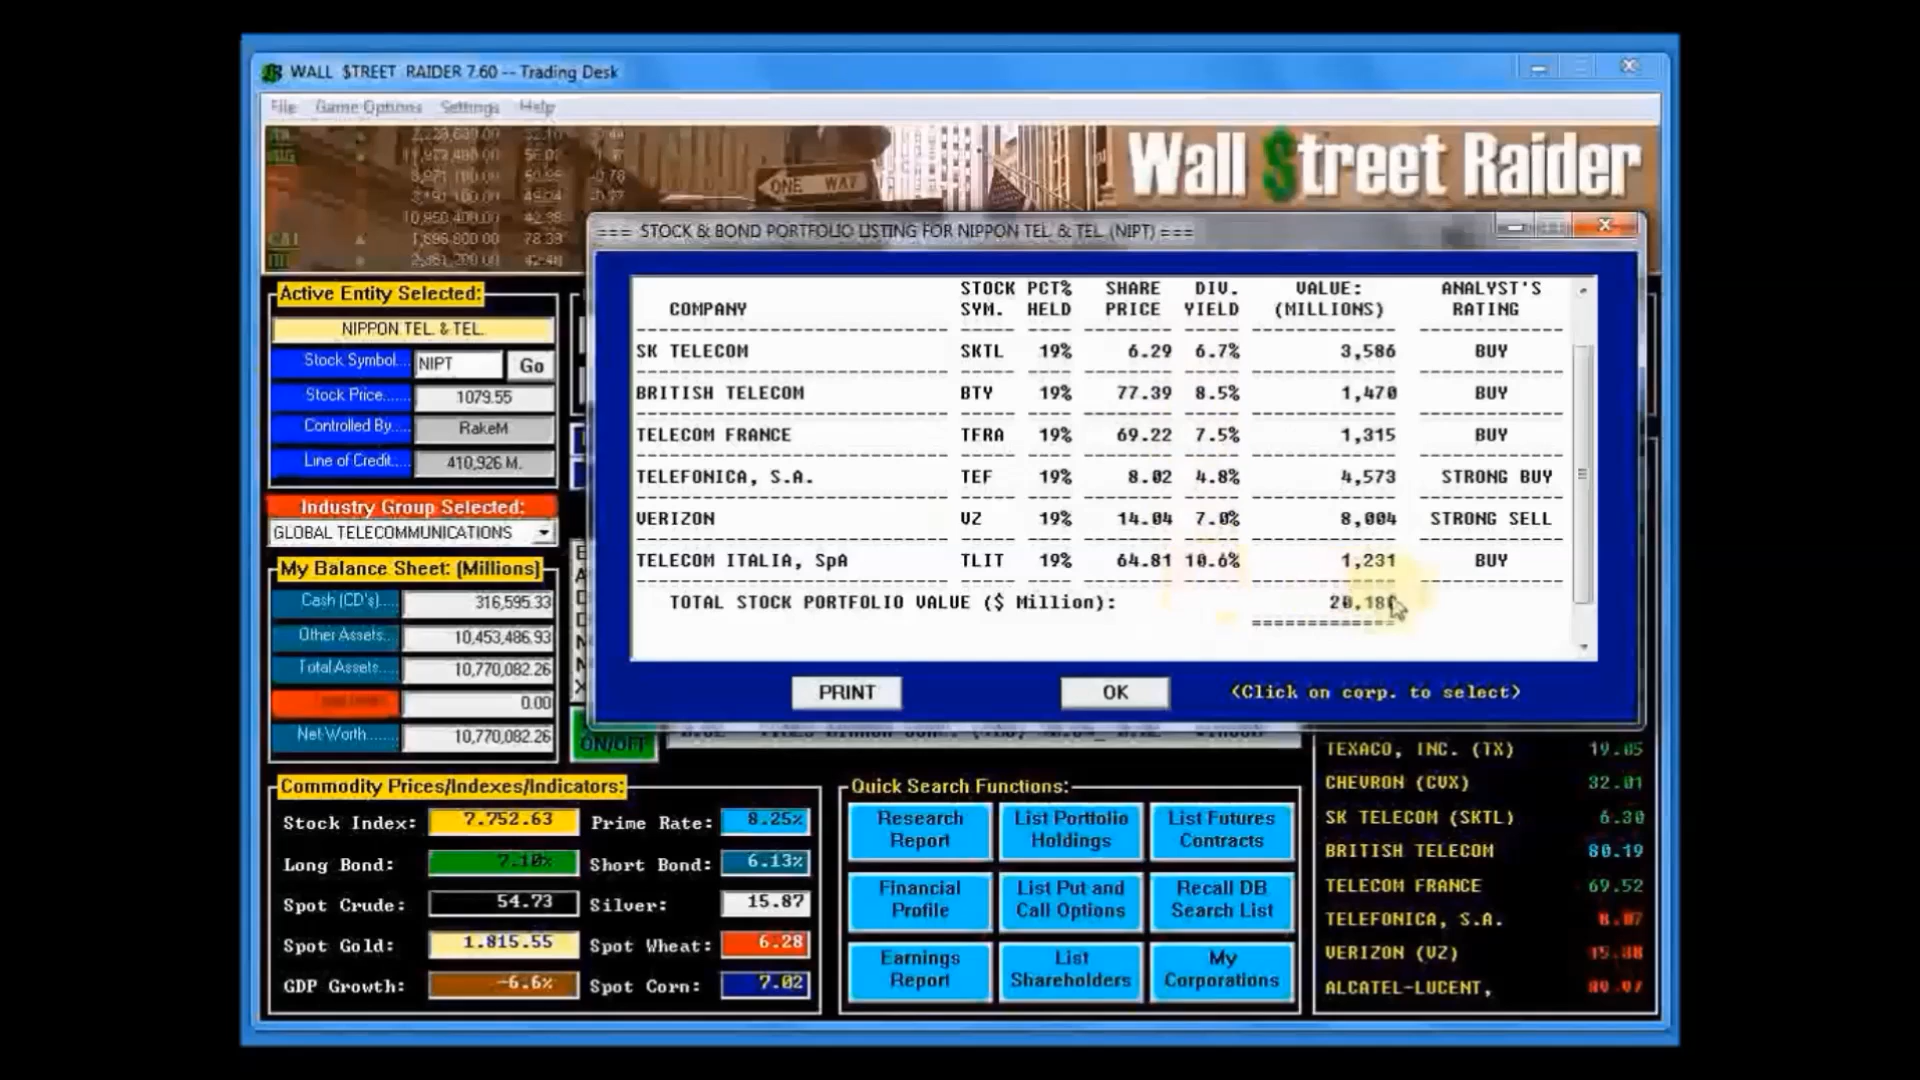 WALL $TREET RAIDER 7.60 -- Trading Desk
File Game Options Settings Help
ONE WAY
Wall $treet Raider
=== STOCK & BOND PORTFOLIO LISTING FOR NIPPON TEL. & TEL. (NIPT) ===
STOCK PCT% SHARE DIV. VALUE: ANALYST'S
COMPANY SYM. HELD PRICE YIELD (MILLIONS) RATING
SK TELECOM SKTL 19% 6.29 6.7% 3,586 BUY
BRITISH TELECOM BTY 19% 77.39 8.5% 1,470 BUY
TELECOM FRANCE TFRA 19% 69.22 7.5% 1,315 BUY
TELEFONICA, S.A. TEF 19% 8.02 4.8% 4,573 STRONG BUY
VERIZON VZ 19% 14.04 7.0% 8,004 STRONG SELL
TELECOM ITALIA, SpA TLIT 19% 64.81 10.6% 1,231 BUY
TOTAL STOCK PORTFOLIO VALUE ($ Million):
PRINT
OK
<Click on corp. to select>
Active Entity Selected:
NIPPON TEL. & TEL.
Stock Symbol... NIPT Go
Stock Price....... 1079.55
Controlled By.... RakeM
Line of Credit:... 410,926 M.
Industry Group Selected:
GLOBAL TELECOMMUNICATIONS
My Balance Sheet: (Millions)
Cash (CD's).... 316,595.33
Other Assets.. 10,453,486.93
Total Assets... 10,770,082.26
0.00
Net Worth....... 10,770,082.26
ON/OFF
Commodity Prices/Indexes/Indicators:
Stock Index: 7,752.63 Prime Rate: 8.25%
Long Bond: 7.10% Short Bond: 6.13%
Spot Crude: 54.73 Silver: 15.87
Spot Gold: 1,815.55 Spot Wheat: 6.28
GDP Growth: -6.6% Spot Corn: 7.02
Quick Search Functions:
Research Report
List Portfolio Holdings
List Futures Contracts
Financial Profile
List Put and Call Options
Recall DB Search List
Earnings Report
List Shareholders
My Corporations
TEXACO, INC. (TX) 19.05
CHEVRON (CVX) 32.01
SK TELECOM (SKTL) 6.30
BRITISH TELECOM 80.19
TELECOM FRANCE 69.52
TELEFONICA, S.A.
VERIZON (VZ)
ALCATEL-LUCENT,